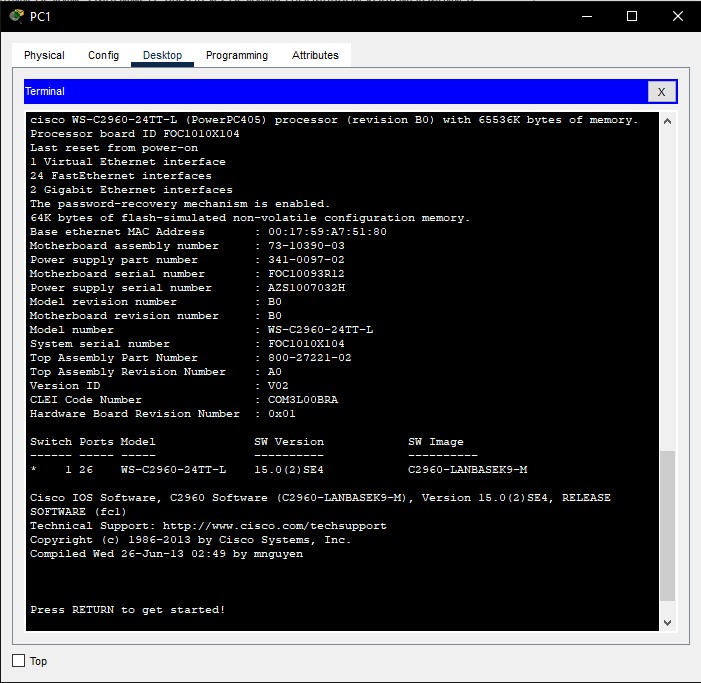 PC1
Physical Config Desktop Programming Attributes
Terminal X
cisco WS-C2960-24TT-L (PowerPC405) processor (revision B0) with 65536K bytes of memory.
Processor board ID FOC1010X104
Last reset from power-on
1 Virtual Ethernet interface
24 FastEthernet interfaces
2 Gigabit Ethernet interfaces
The password-recovery mechanism is enabled.
64K bytes of flash-simulated non-volatile configuration memory.
Base ethernet MAC Address : 00:17:59:A7:51:80
Motherboard assembly number : 73-10390-03
Power supply part number : 341-0097-02
Motherboard serial number : FOC10093R12
Power supply serial number : AZS1007032H
Model revision number : B0
Motherboard revision number : B0
Model number : WS-C2960-24TT-L
System serial number : FOC1010X104
Top Assembly Part Number : 800-27221-02
Top Assembly Revision Number : A0
Version ID : V02
CLEI Code Number : COM3L00BRA
Hardware Board Revision Number : 0x01
Switch Ports Model SW Version SW Image
------ ----- ----- ---------- ----------
* 1 26 WS-C2960-24TT-L 15.0(2)SE4 C2960-LANBASEK9-M
Cisco IOS Software, C2960 Software (C2960-LANBASEK9-M), Version 15.0(2)SE4, RELEASE
SOFTWARE (fc1)
Technical Support: http://www.cisco.com/techsupport
Copyright (c) 1986-2013 by Cisco Systems, Inc.
Compiled Wed 26-Jun-13 02:49 by mnguyen
Press RETURN to get started!
Top